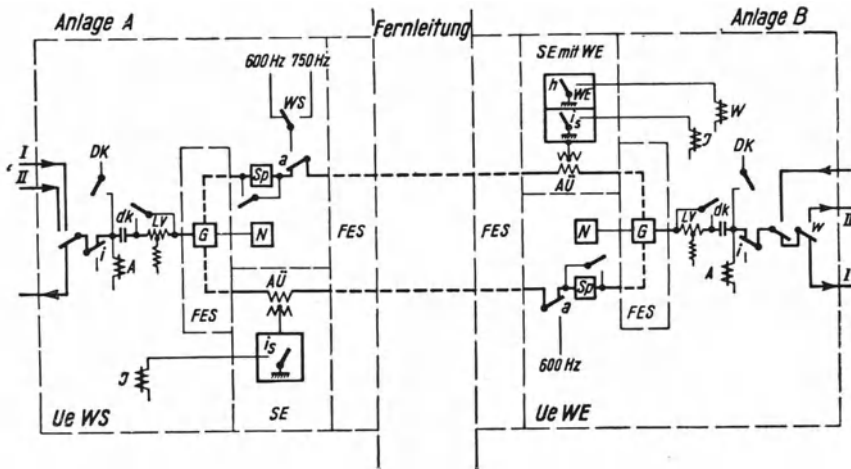 Anlage A
Fernleitung
Anlage B
600 Hz 750 Hz
WS
SE mit WE
h
WE
is
W
J
I
II
DK
a
Sp
AÜ
DK
dk
LV
G
N
FES
FES
N
G
LV
dk
i
A
AÜ
FES
a
Sp
FES
A
i
w
II
I
is
J
600 Hz
SE
Ue WS
Ue WE